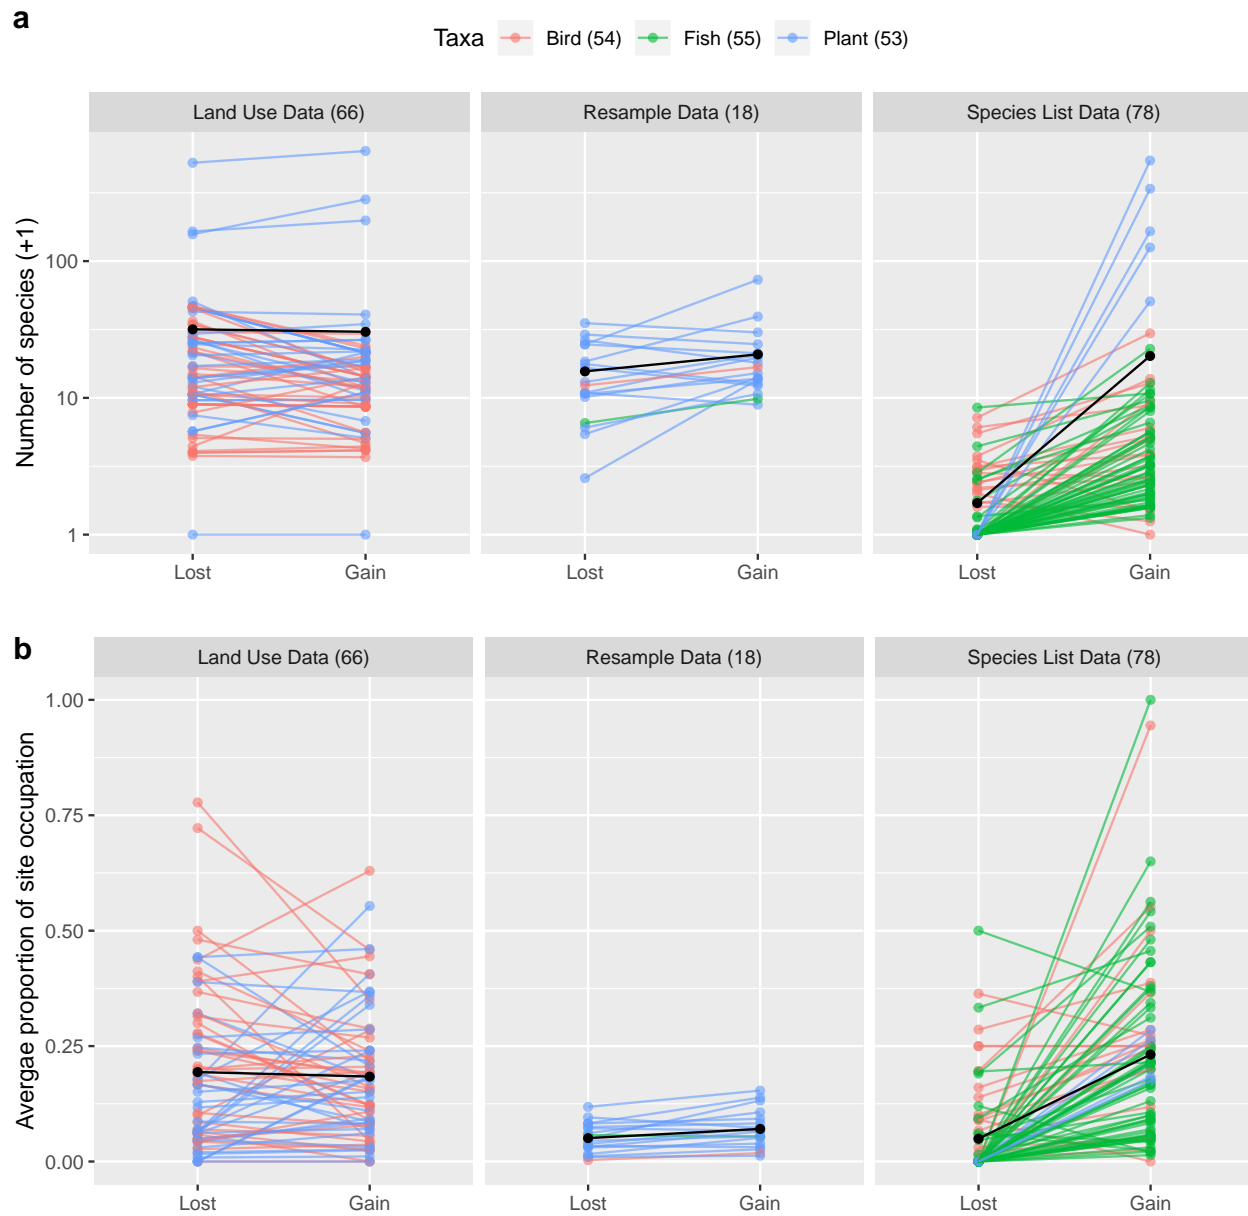 a
Taxa Bird (54) Fish (55) Plant (53)
Land Use Data (66) Resample Data (18) Species List Data (78)
Number of species (+1)
100
10
1
Lost Gain Lost Gain Lost Gain
b
Land Use Data (66) Resample Data (18) Species List Data (78)
Avergae proportion of site occupation
1.00
0.75
0.50
0.25
0.00
Lost Gain Lost Gain Lost Gain